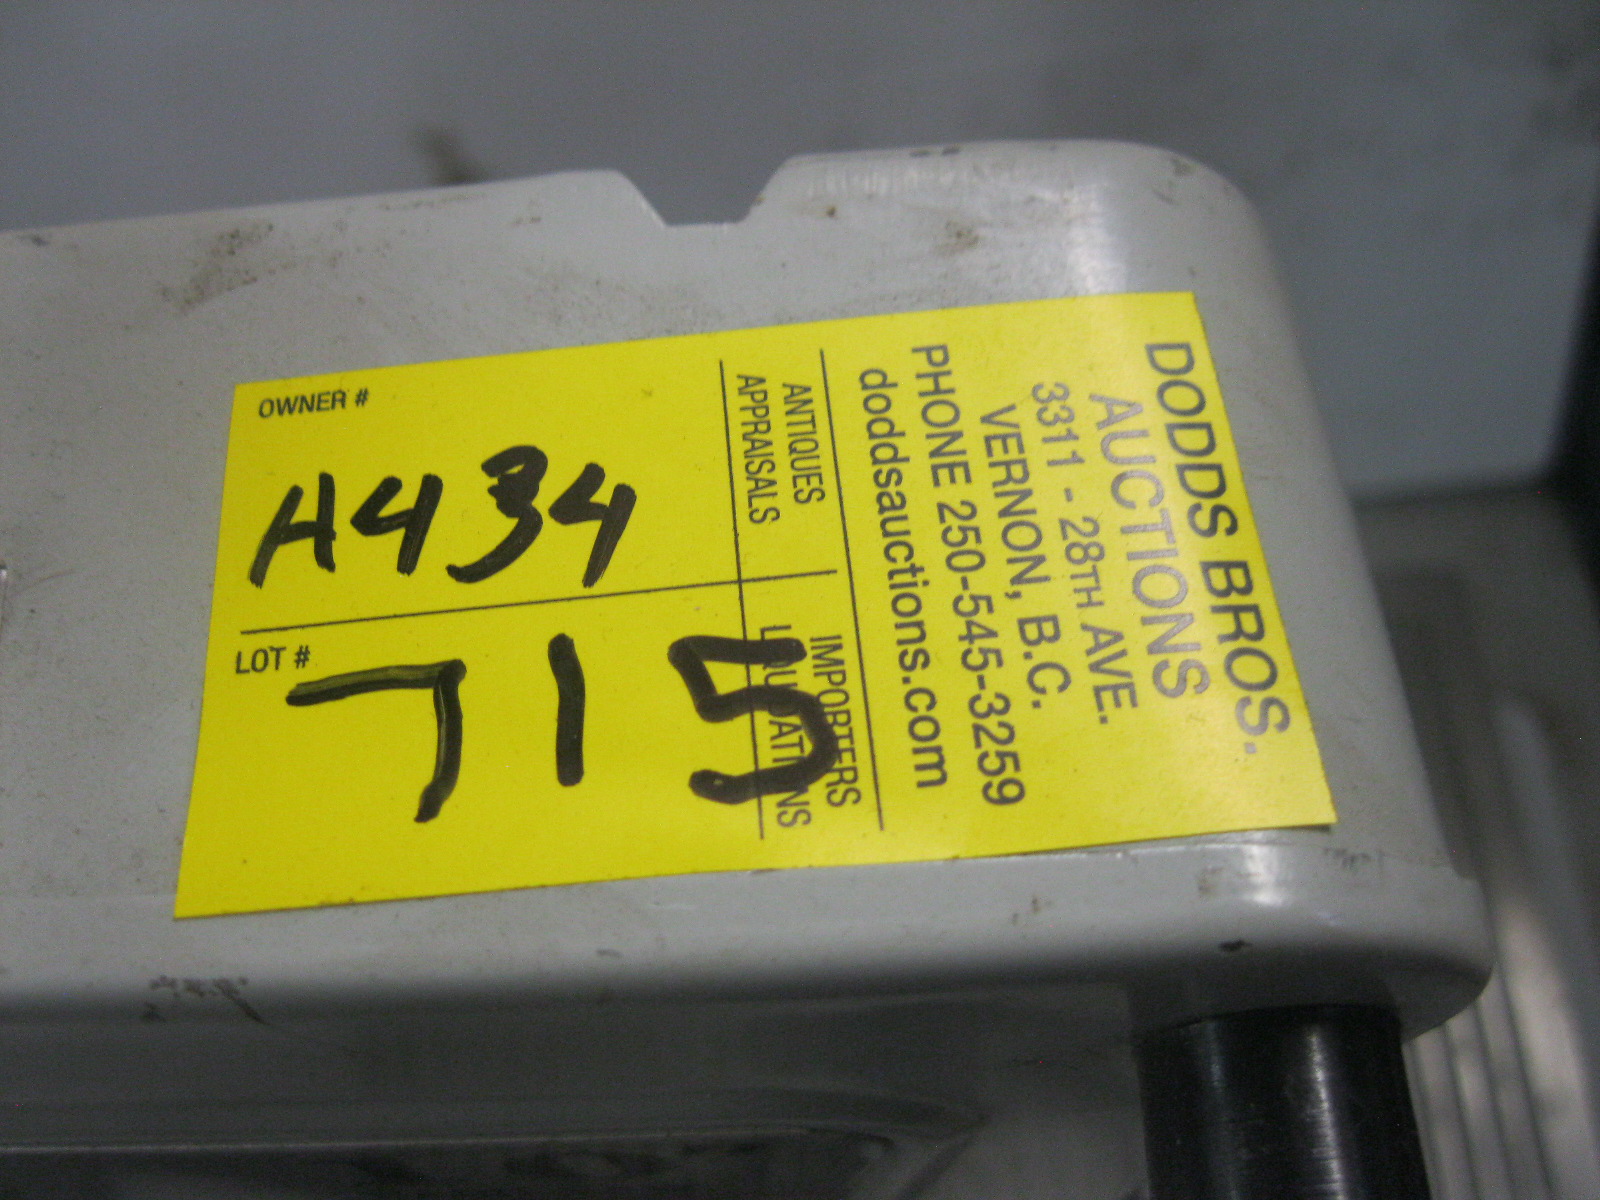 DODDS BROS.
AUCTIONS
3311 - 28TH AVE.
VERNON, B.C.
PHONE 250-545-3259
doddsauctions.com
ANTIQUES IMPORTERS
APPRAISALS LIQUIDATIONS
OWNER #
A434
LOT #
715